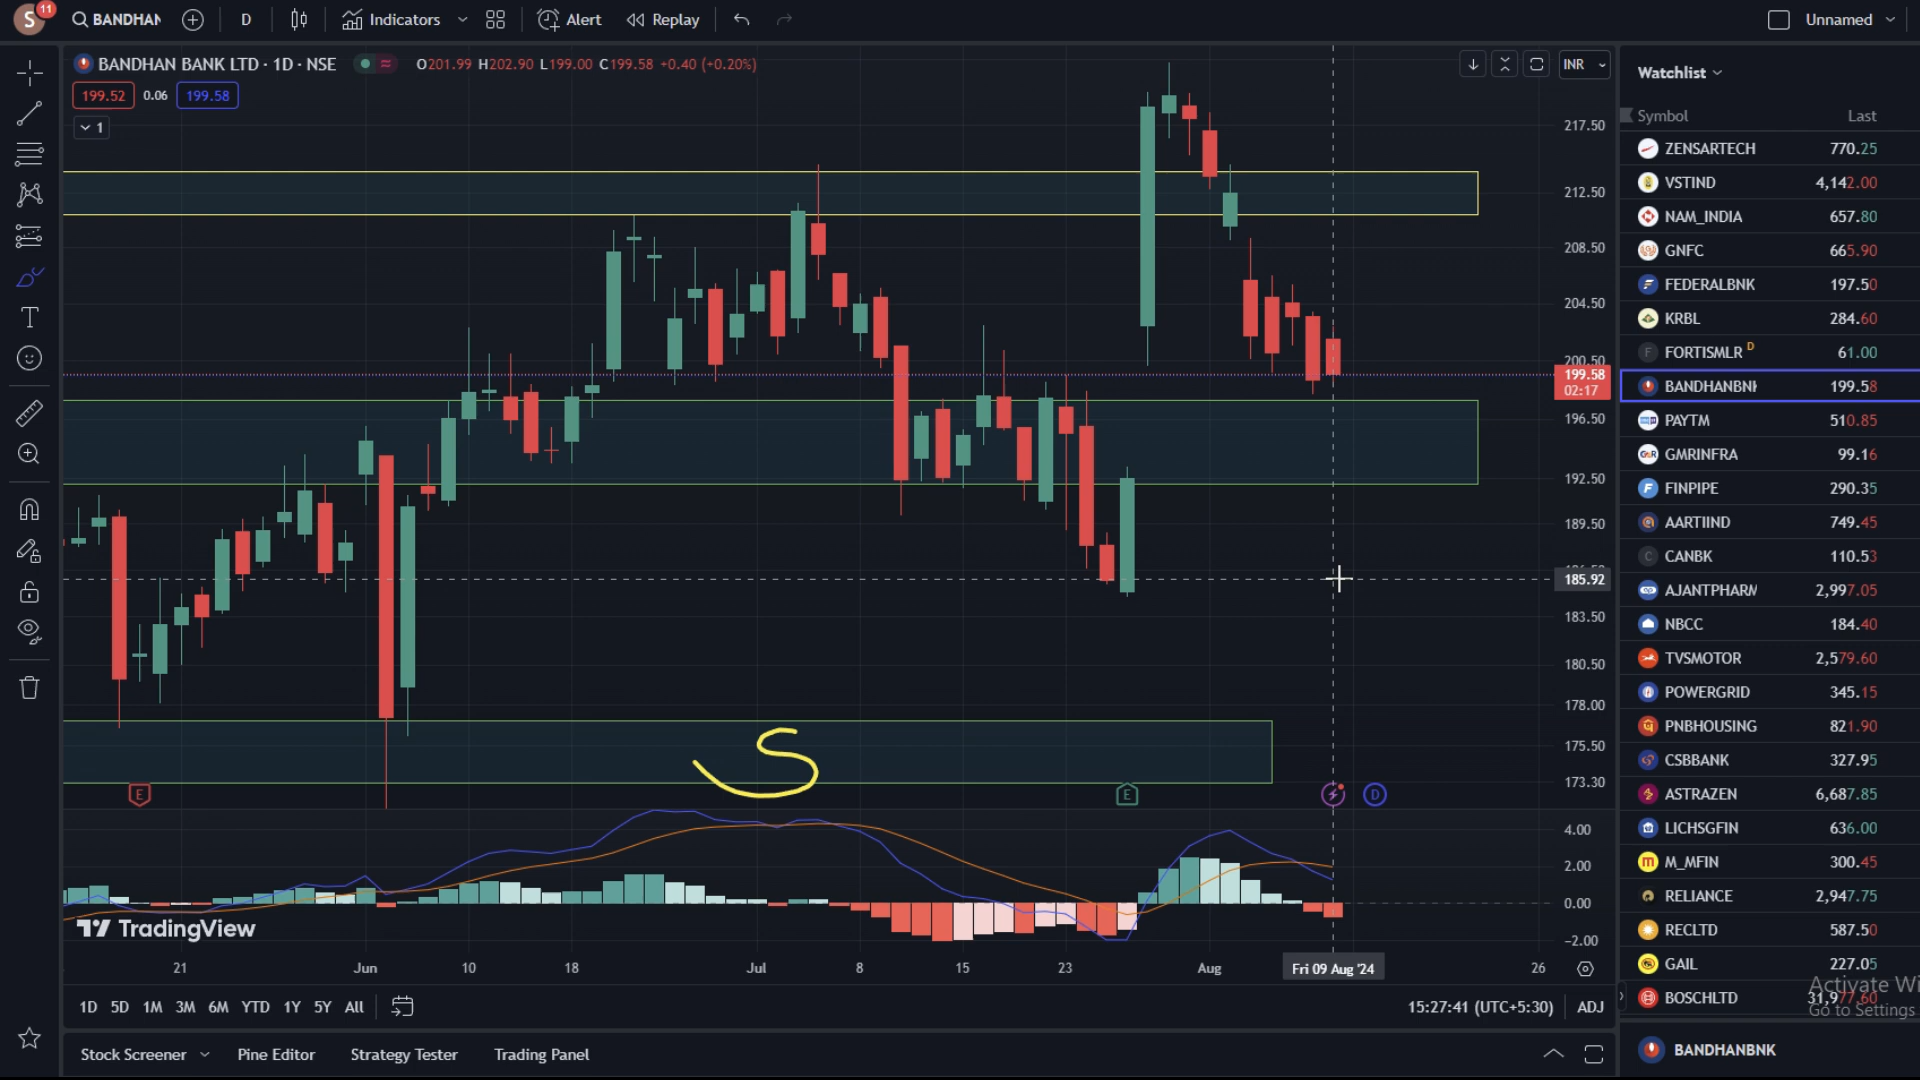 S 11 BANDHAN D Indicators Alert Replay Unnamed
BANDHAN BANK LTD · 1D · NSE O201.99 H202.90 L199.00 C199.58 +0.40 (+0.20%) INR
199.52 0.06 199.58
1
217.50
212.50
208.50
204.50
200.50
199.58
02:17
196.50
192.50
189.50
185.92
183.50
180.50
178.00
175.50
173.30
S
E E D
4.00
2.00
0.00
−2.00
TradingView
21 Jun 10 18 Jul 8 15 23 Aug Fri 09 Aug '24 26
1D 5D 1M 3M 6M YTD 1Y 5Y All 15:27:41 (UTC+5:30) ADJ
Stock Screener Pine Editor Strategy Tester Trading Panel
Watchlist
Symbol Last
ZENSARTECH 770.25
VSTIND 4,142.00
NAM_INDIA 657.80
GNFC 665.90
FEDERALBNK 197.50
KRBL 284.60
F FORTISMLR D 61.00
BANDHANBNK 199.58
PAYTM 510.85
GMRINFRA 99.16
FINPIPE 290.35
AARTIIND 749.45
C CANBK 110.53
AJANTPHARM 2,997.05
NBCC 184.40
TVSMOTOR 2,579.60
POWERGRID 345.15
PNBHOUSING 821.90
CSBBANK 327.95
ASTRAZEN 6,687.85
LICHSGFIN 636.00
M_MFIN 300.45
RELIANCE 2,947.75
RECLTD 587.50
GAIL 227.05
Activate Wi
BOSCHLTD 31,977.60
Go to Settings
BANDHANBNK